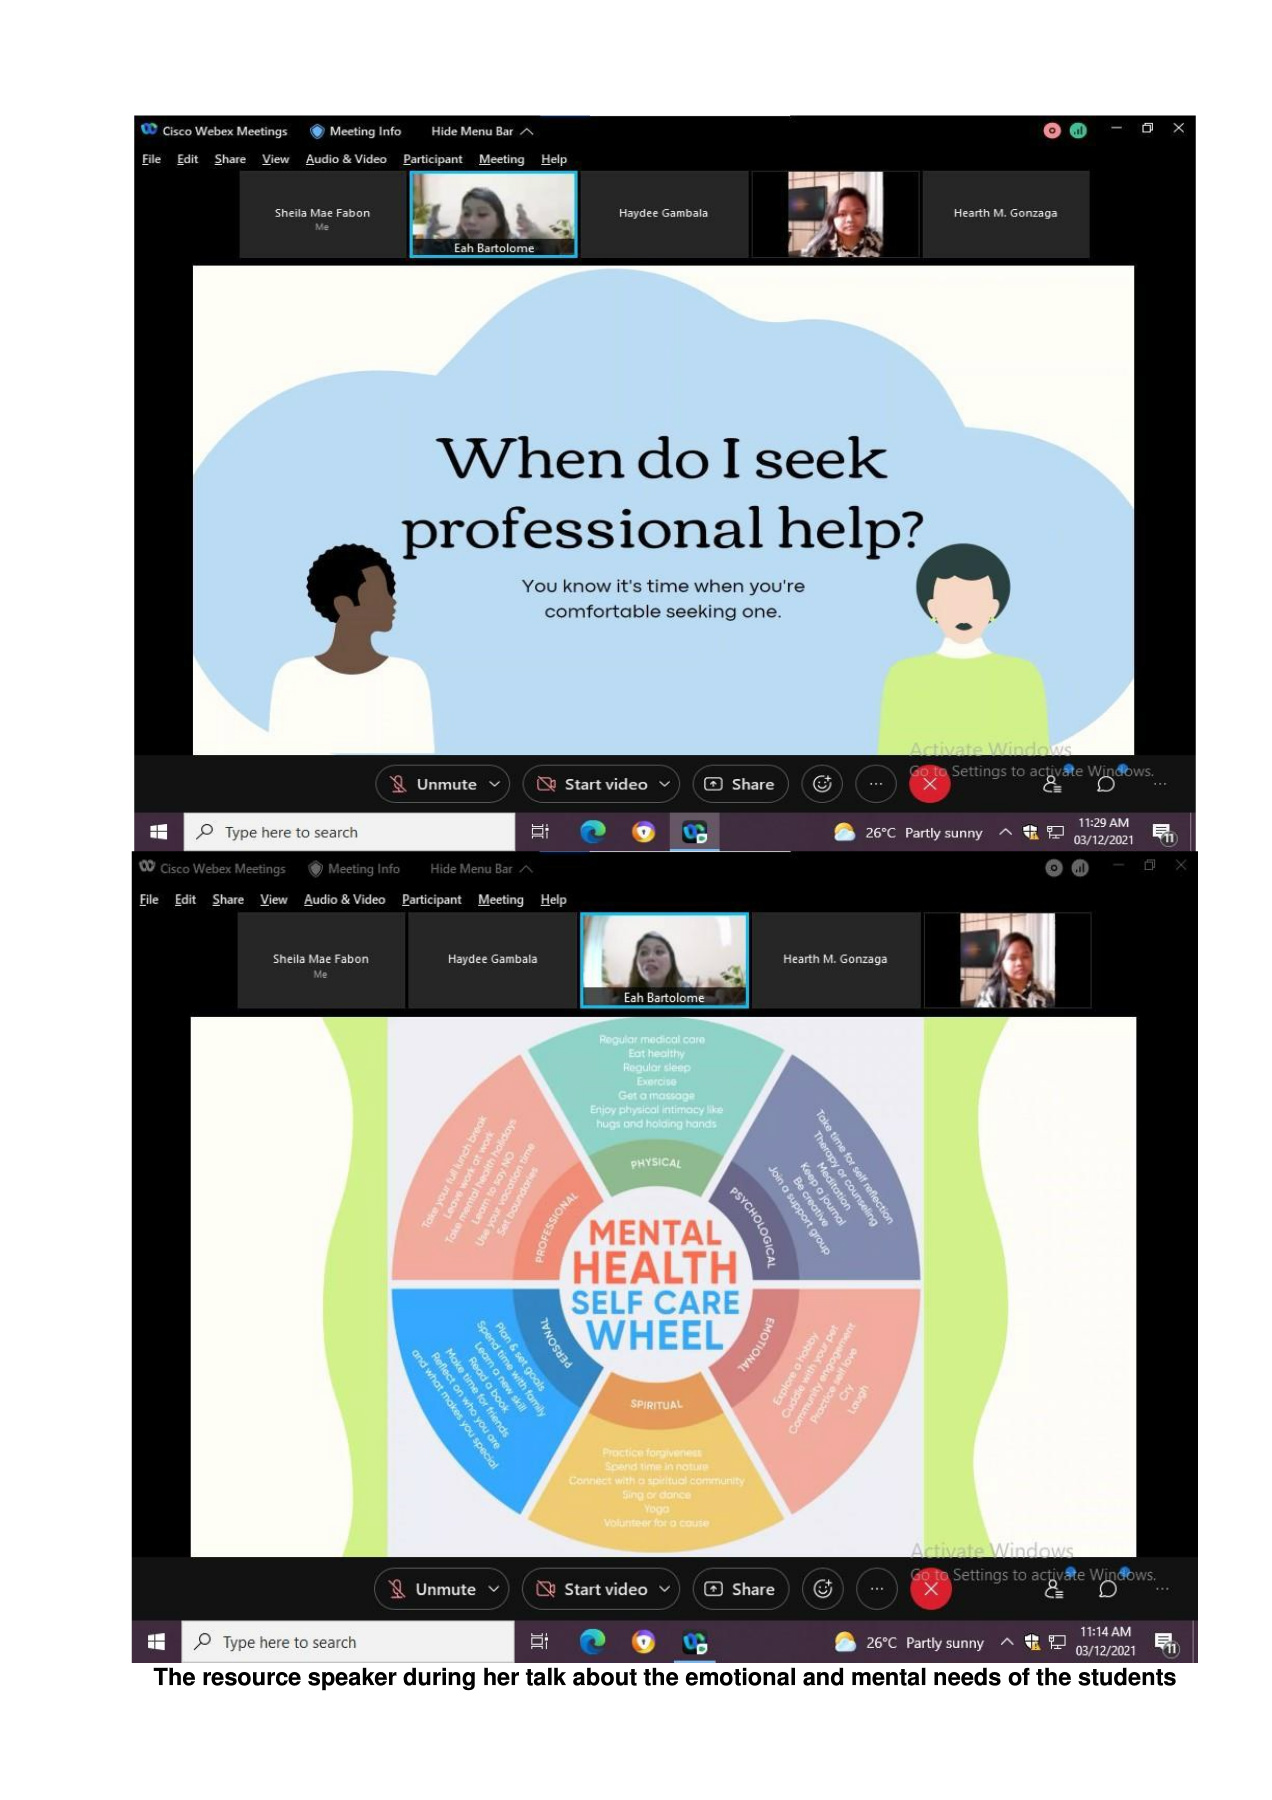 Cisco Webex Meetings Meeting Info Hide Menu Bar
File Edit Share View Audio & Video Participant Meeting Help
Sheila Mae Fabon
Me
Eah Bartolome
Haydee Gambala
Hearth M. Gonzaga
When do I seek
professional help?
You know it's time when you're
comfortable seeking one.
Activate Windows
Go to Settings to activate Windows.
Unmute Start video Share
Type here to search
26°C Partly sunny
11:29 AM
03/12/2021
11
Cisco Webex Meetings Meeting Info Hide Menu Bar
File Edit Share View Audio & Video Participant Meeting Help
Sheila Mae Fabon
Me
Haydee Gambala
Eah Bartolome
Hearth M. Gonzaga
MENTAL
HEALTH
SELF CARE
WHEEL
PHYSICAL
Regular medical care
Eat healthy
Regular sleep
Exercise
Get a massage
Enjoy physical intimacy like
hugs and holding hands
PSYCHOLOGICAL
Take time for self reflection
Therapy or counseling
Meditation
Keep a journal
Be creative
Join a support group
EMOTIONAL
Explore a hobby
Cuddle with your pet
Community engagement
Practice self love
Cry
Laugh
SPIRITUAL
Practice forgiveness
Spend time in nature
Connect with a spiritual community
Sing or dance
Yoga
Volunteer for a cause
PERSONAL
Plan & set goals
Spend time with family
Learn a new skill
Read a book
Make time for friends
Reflect on who you are
and what makes you special
PROFESSIONAL
Take your full lunch break
Leave work at work
Take mental health holidays
Learn to say NO
Use your vacation time
Set boundaries
Activate Windows
Go to Settings to activate Windows.
Unmute Start video Share
Type here to search
26°C Partly sunny
11:14 AM
03/12/2021
11
The resource speaker during her talk about the emotional and mental needs of the students